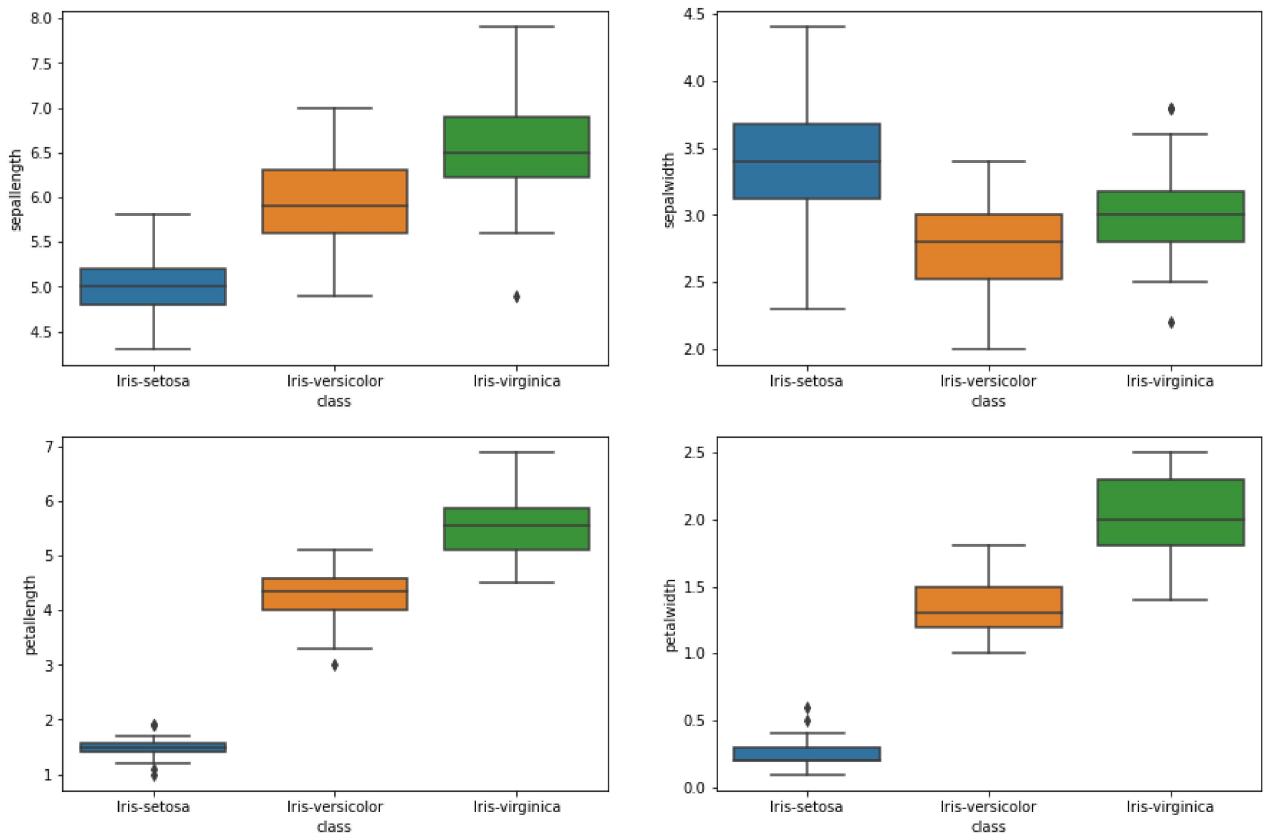 8.0
7.5
7.0
6.5
6.0
5.5
5.0
4.5
sepallength
Iris-setosa Iris-versicolor Iris-virginica
class
4.5
4.0
3.5
3.0
2.5
2.0
sepalwidth
Iris-setosa Iris-versicolor Iris-virginica
class
7
6
5
4
3
2
1
petallength
Iris-setosa Iris-versicolor Iris-virginica
class
2.5
2.0
1.5
1.0
0.5
0.0
petalwidth
Iris-setosa Iris-versicolor Iris-virginica
class